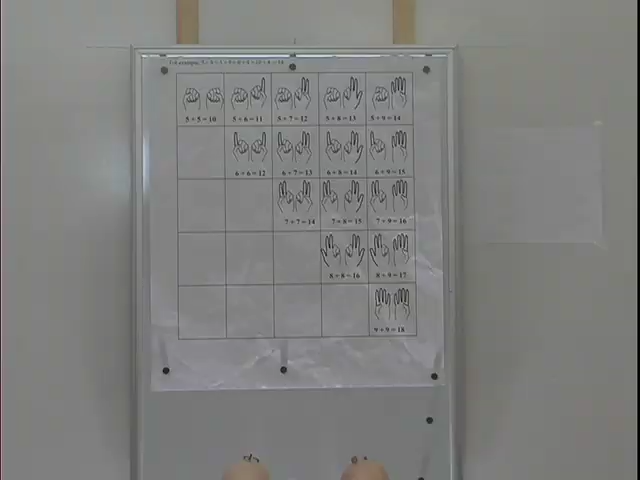 5 + 5 = 10 5 + 6 = 11 5 + 7 = 12 5 + 8 = 13 5 + 9 = 14
6 + 6 = 12 6 + 7 = 13 6 + 8 = 14 6 + 9 = 15
7 + 7 = 14 7 + 8 = 15 7 + 9 = 16
8 + 8 = 16 8 + 9 = 17
9 + 9 = 18